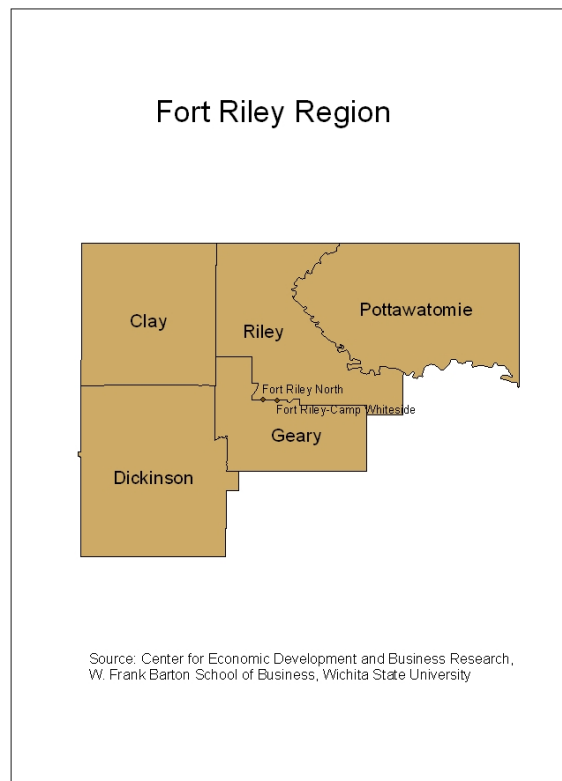 Fort Riley Region
Clay
Riley
Pottawatomie
Fort Riley North
Fort Riley-Camp Whiteside
Geary
Dickinson
Source: Center for Economic Development and Business Research,
W. Frank Barton School of Business, Wichita State University